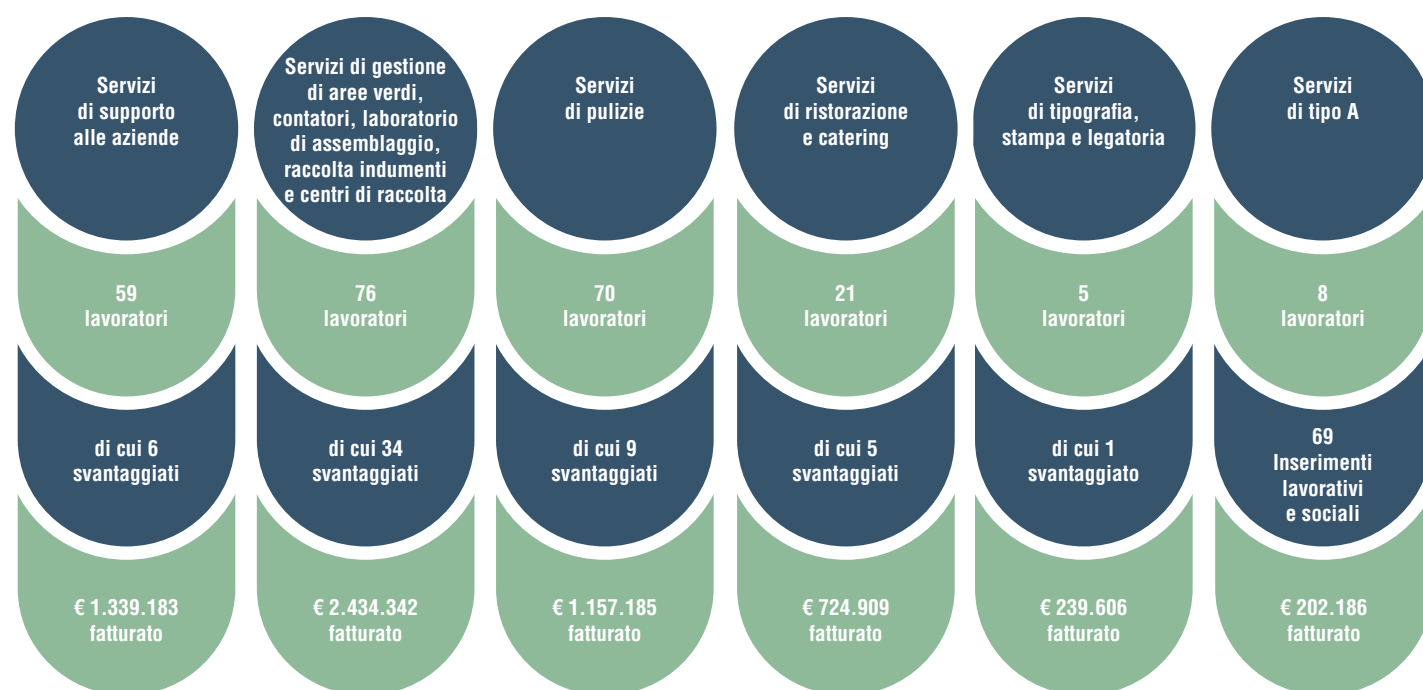 Servizi
di supporto
alle aziende
59
lavoratori
di cui 6
svantaggiati
€ 1.339.183
fatturato
Servizi di gestione
di aree verdi,
contatori, laboratorio
di assemblaggio,
raccolta indumenti
e centri di raccolta
76
lavoratori
di cui 34
svantaggiati
€ 2.434.342
fatturato
Servizi
di pulizie
70
lavoratori
di cui 9
svantaggiati
€ 1.157.185
fatturato
Servizi
di ristorazione
e catering
21
lavoratori
di cui 5
svantaggiati
€ 724.909
fatturato
Servizi
di tipografia,
stampa e legatoria
5
lavoratori
di cui 1
svantaggiato
€ 239.606
fatturato
Servizi
di tipo A
8
lavoratori
69
Inserimenti
lavorativi
e sociali
€ 202.186
fatturato